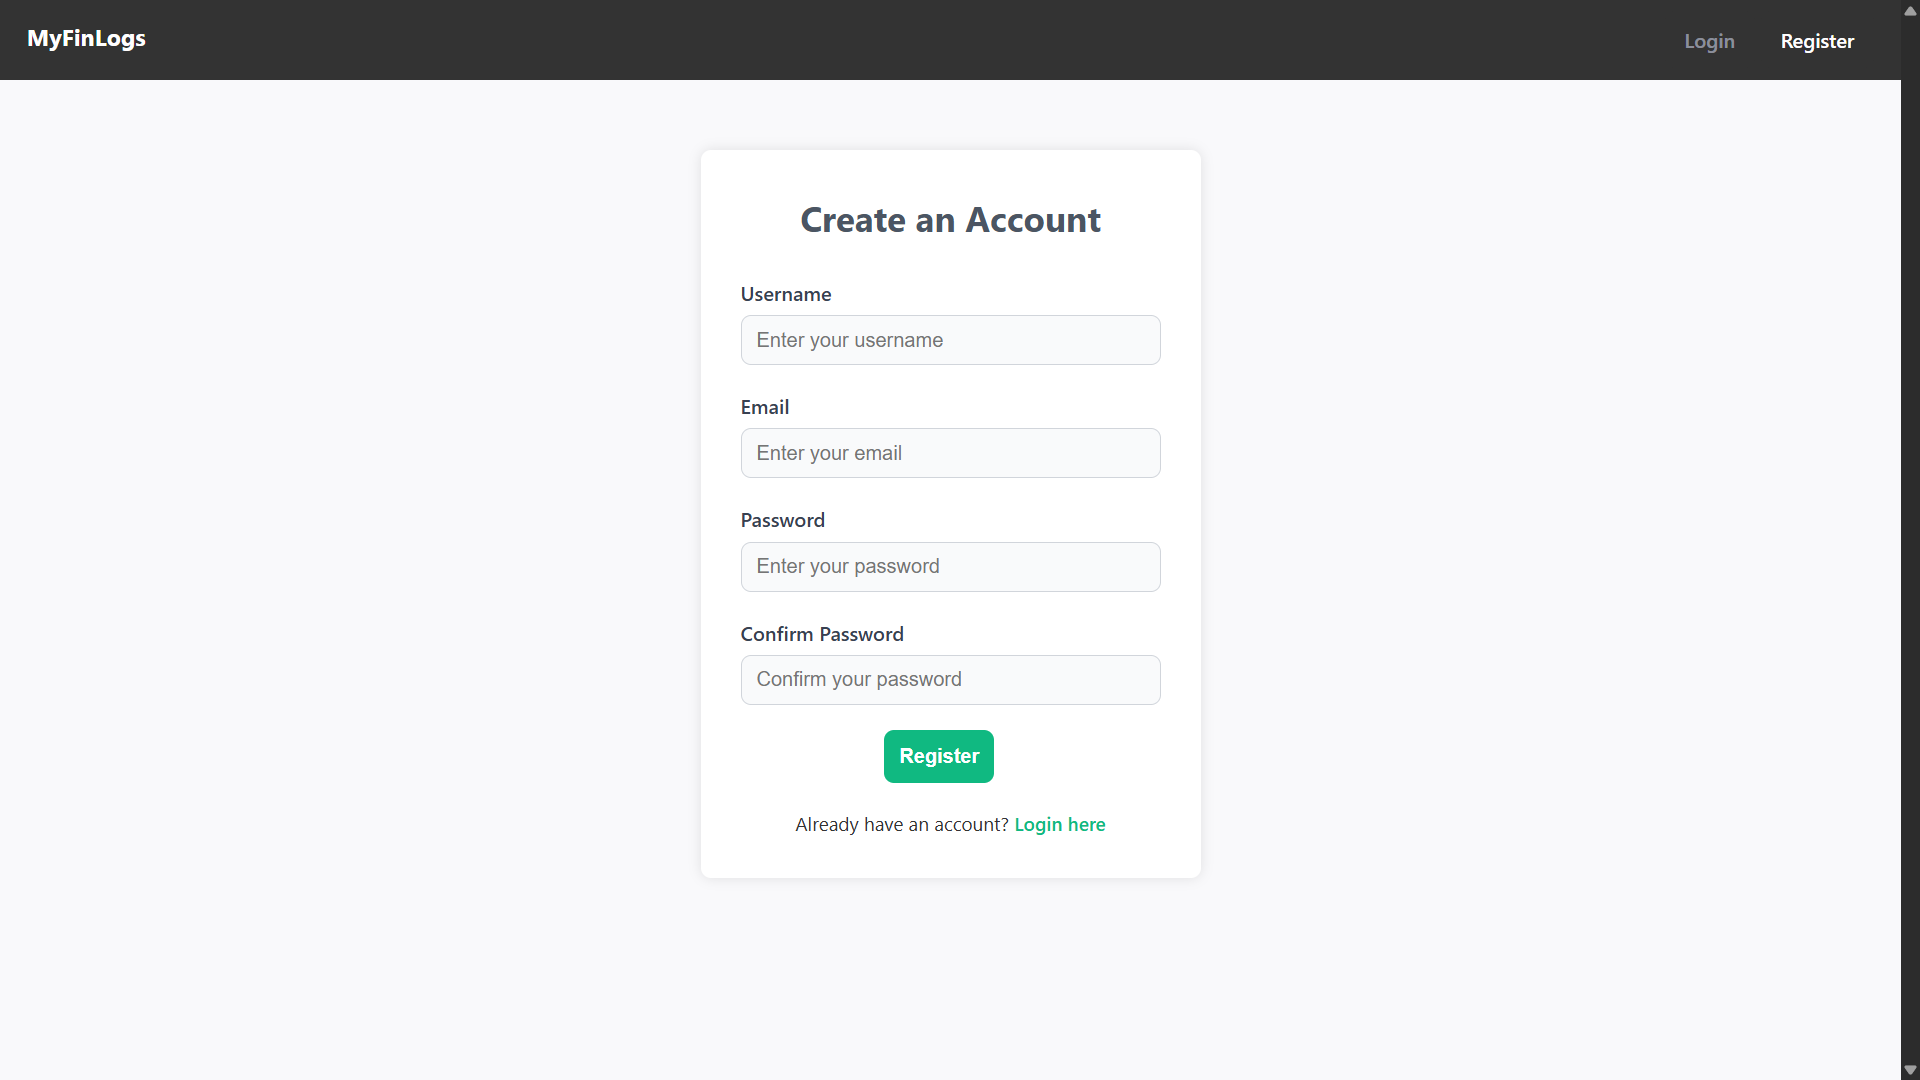 MyFinLogs
Login
Register
Create an Account
Username
Enter your username
Email
Enter your email
Password
Enter your password
Confirm Password
Confirm your password
Register
Already have an account? Login here